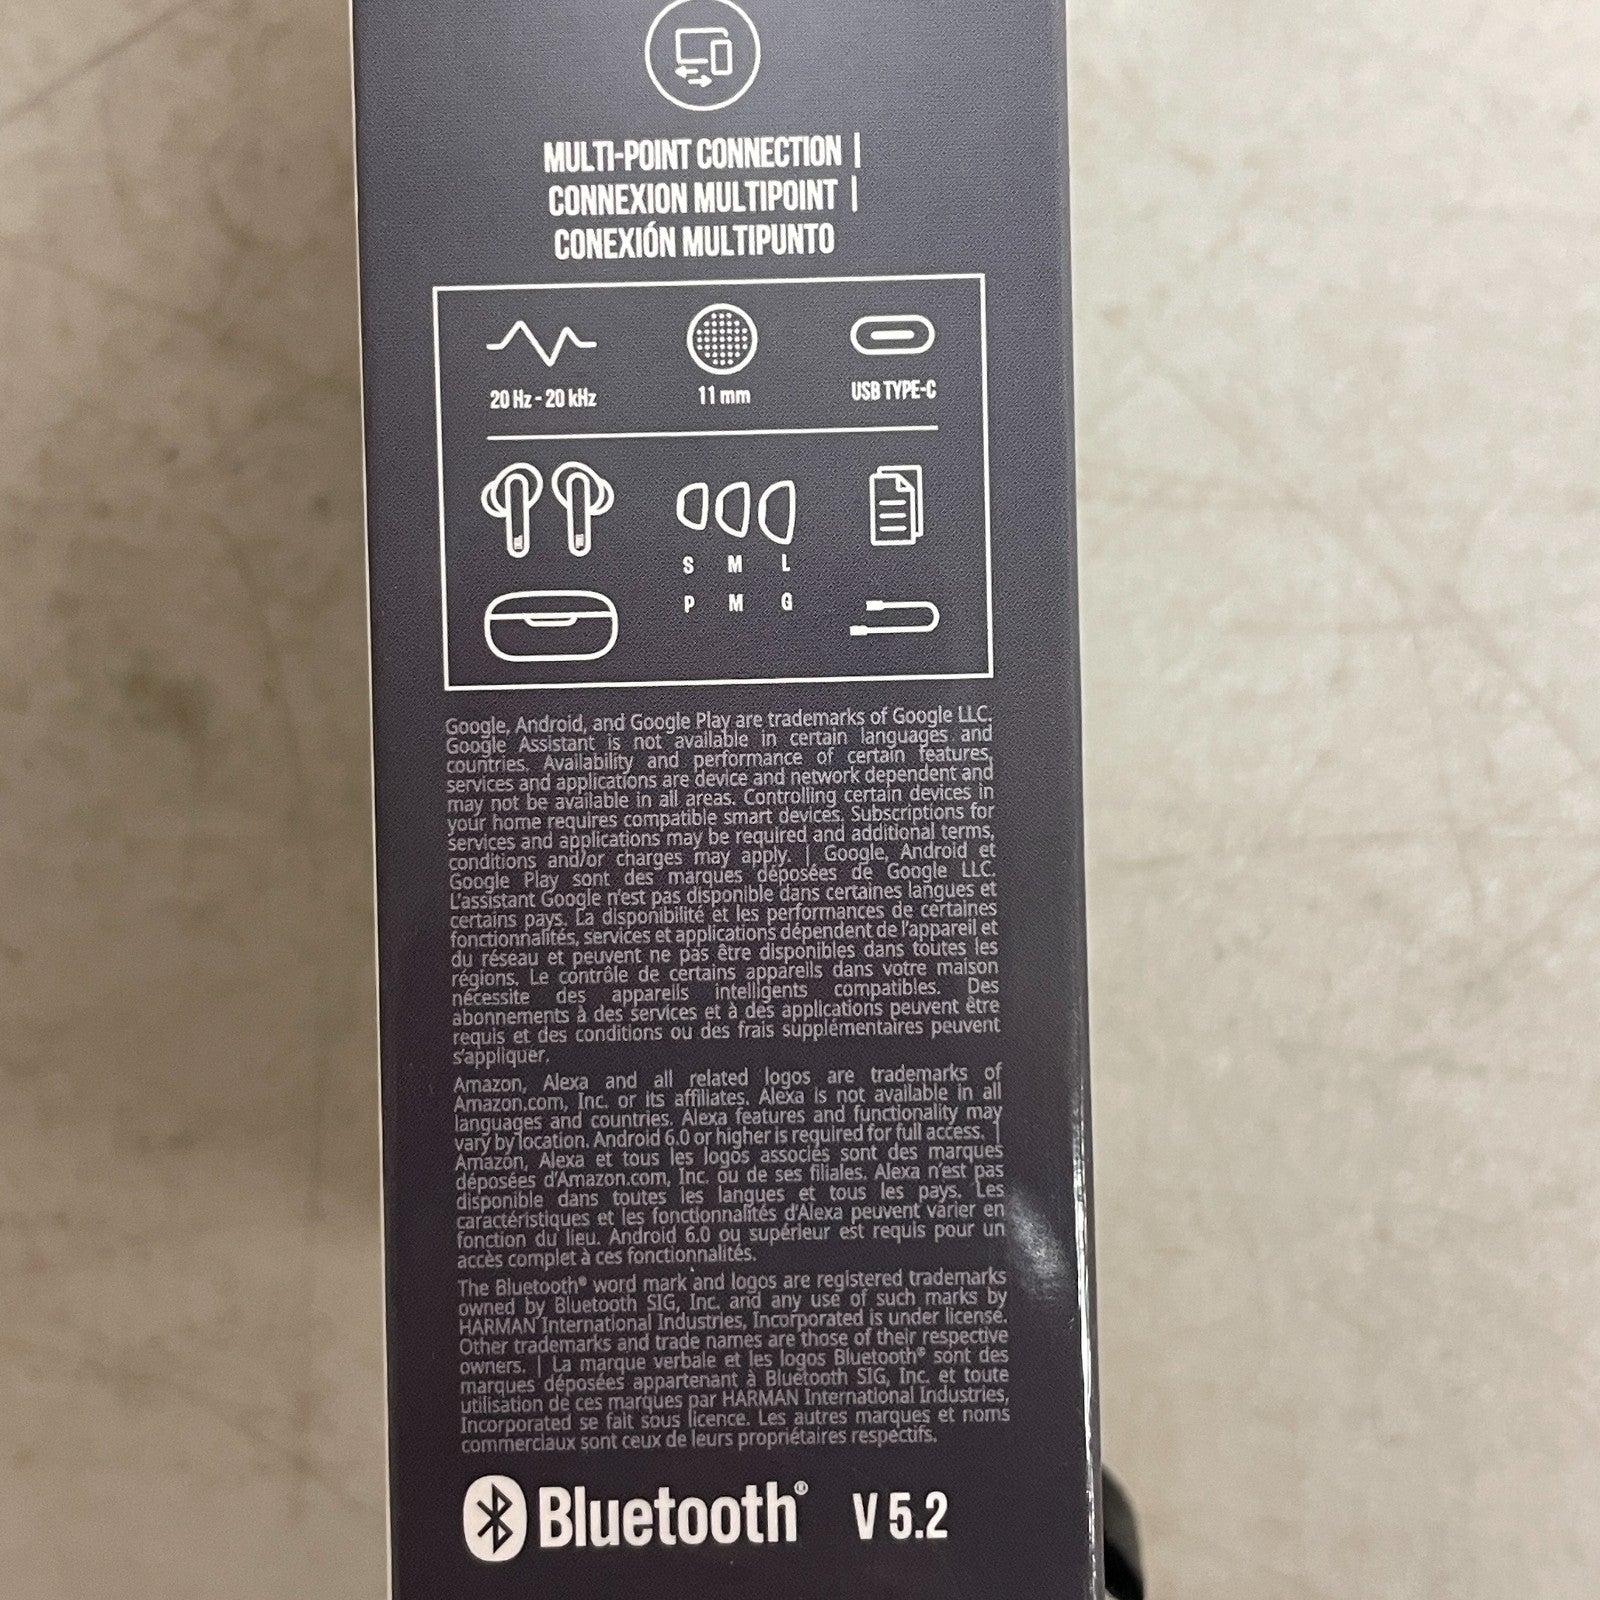 MULTI-POINT CONNECTION |
CONNEXION MULTIPOINT |
CONEXIÓN MULTIPUNTO
20 Hz - 20 kHz
11 mm
USB TYPE-C
S M L
P M G
Google, Android, and Google Play are trademarks of Google LLC.
Google Assistant is not available in certain languages and
countries. Availability and performance of certain features,
services and applications are device and network dependent and
may not be available in all areas. Controlling certain devices in
your home requires compatible smart devices. Subscriptions for
services and applications may be required and additional terms,
conditions and/or charges may apply. | Google, Android et
Google Play sont des marques déposées de Google LLC.
L'assistant Google n'est pas disponible dans certaines langues et
certains pays. La disponibilité et les performances de certaines
fonctionnalités, services et applications dépendent de l'appareil et
du réseau et peuvent ne pas être disponibles dans toutes les
régions. Le contrôle de certains appareils dans votre maison
nécessite des appareils intelligents compatibles. Des
abonnements à des services et à des applications peuvent être
requis et des conditions ou des frais supplémentaires peuvent
s'appliquer.
Amazon, Alexa and all related logos are trademarks of
Amazon.com, Inc. or its affiliates. Alexa is not available in all
languages and countries. Alexa features and functionality may
vary by location. Android 6.0 or higher is required for full access. |
Amazon, Alexa et tous les logos associés sont des marques
déposées d'Amazon.com, Inc. ou de ses filiales. Alexa n'est pas
disponible dans toutes les langues et tous les pays. Les
caractéristiques et les fonctionnalités d'Alexa peuvent varier en
fonction du lieu. Android 6.0 ou supérieur est requis pour un
accès complet à ces fonctionnalités.
The Bluetooth® word mark and logos are registered trademarks
owned by Bluetooth SIG, Inc. and any use of such marks by
HARMAN International Industries, Incorporated is under license.
Other trademarks and trade names are those of their respective
owners. | La marque verbale et les logos Bluetooth® sont des
marques déposées appartenant à Bluetooth SIG, Inc. et toute
utilisation de ces marques par HARMAN International Industries,
Incorporated se fait sous licence. Les autres marques et noms
commerciaux sont ceux de leurs propriétaires respectifs.
Bluetooth® V 5.2